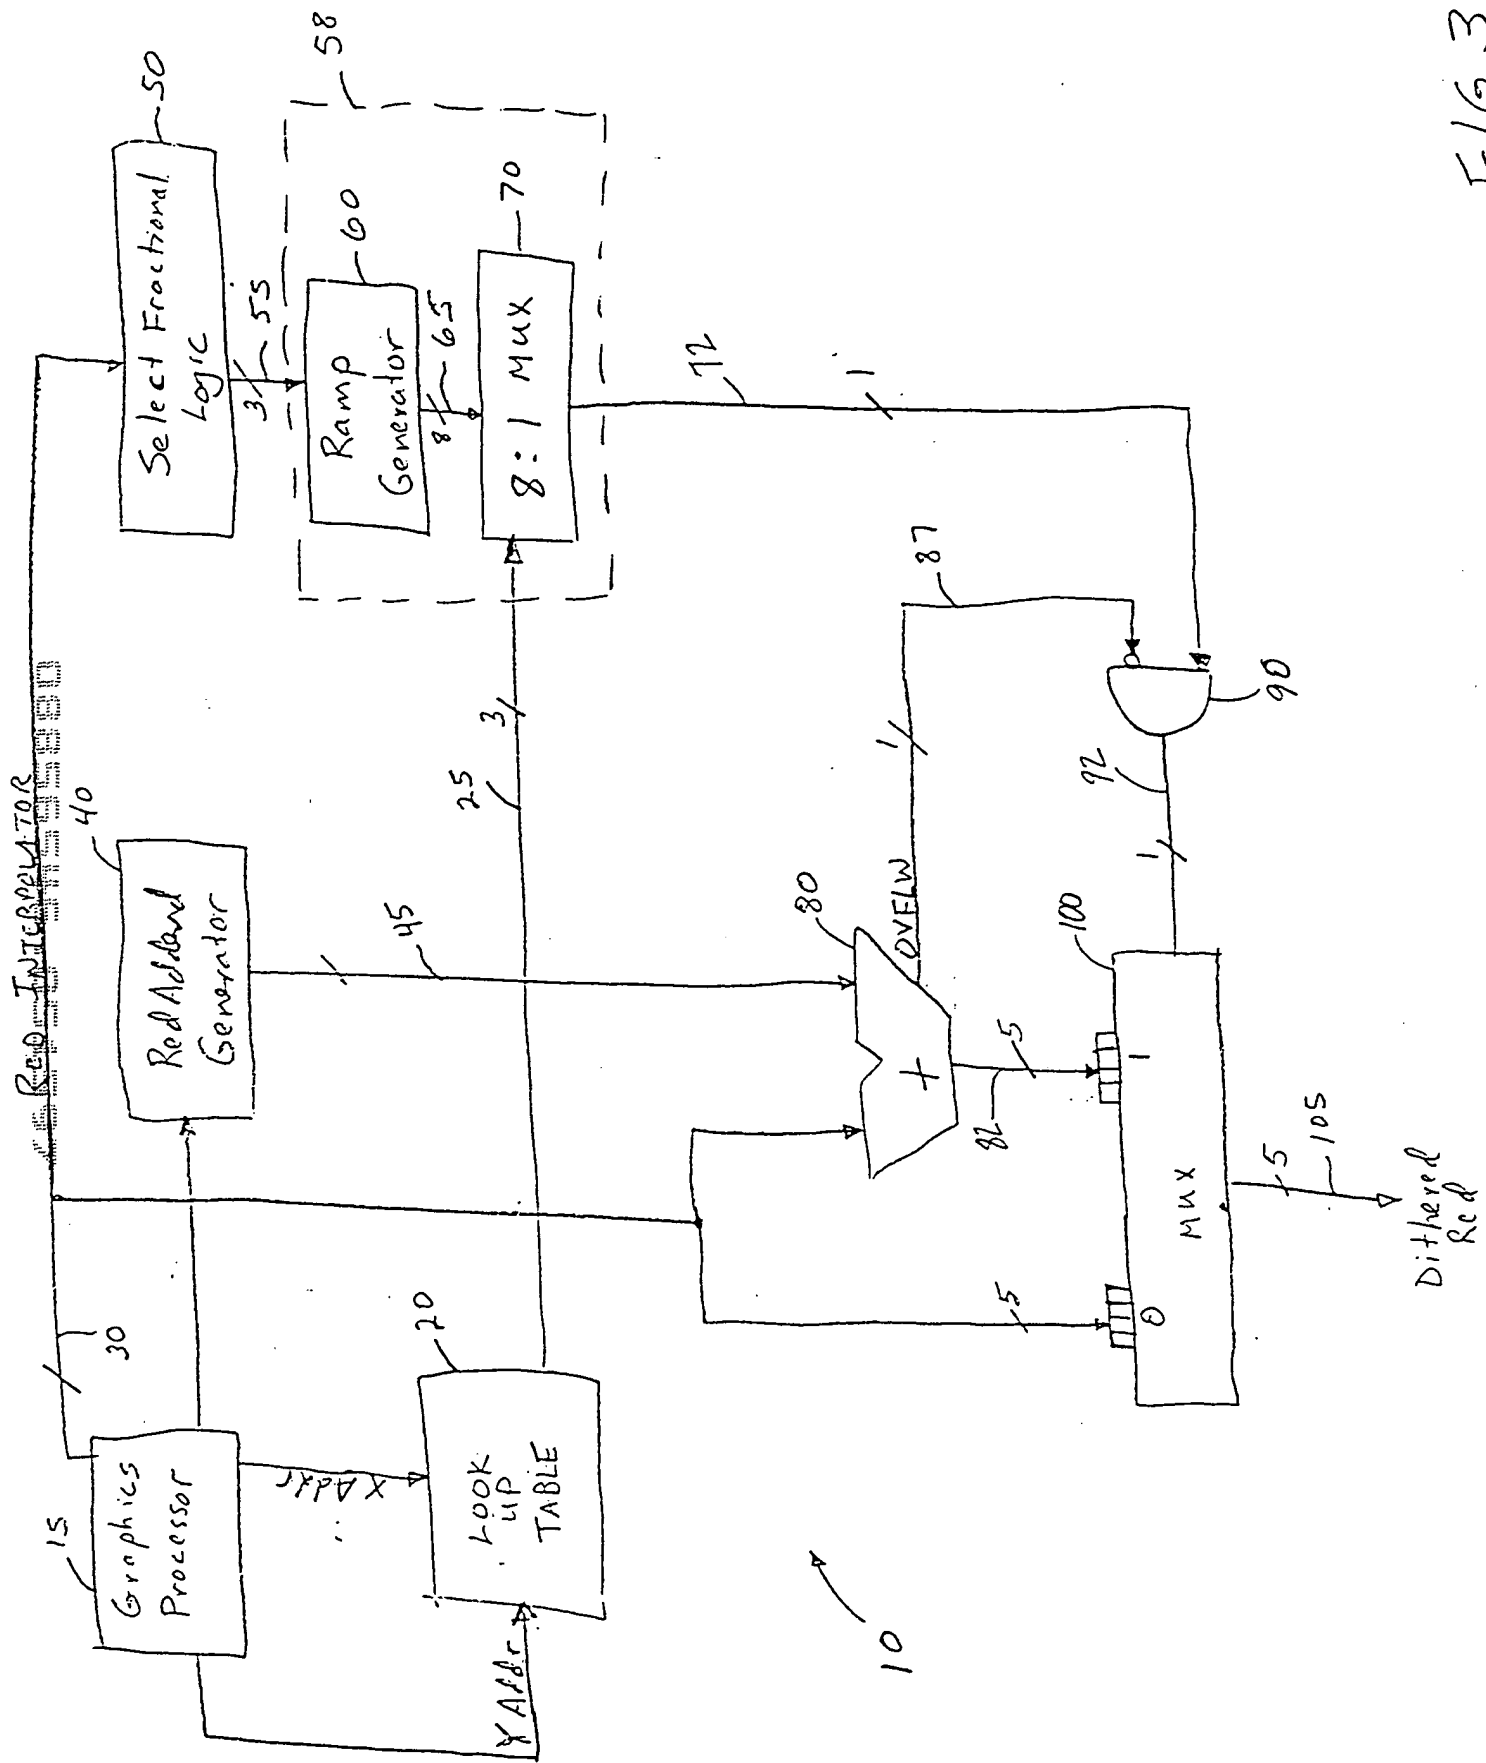 RED INTERPOLATOR
15
Graphics
Processor
30
40
Red Addend
Generator
50
Select Fractional
Logic
3
55
58
60
Ramp
Generator
8
65
70
8:1 MUX
X Addr
Y Addr
20
LOOK
UP
TABLE
25
3
45
72
1
80
+
OVFLW
1
87
90
92
1
82
5
5
100
0
1
MUX
5
105
Dithered
Red
10
FIG 3